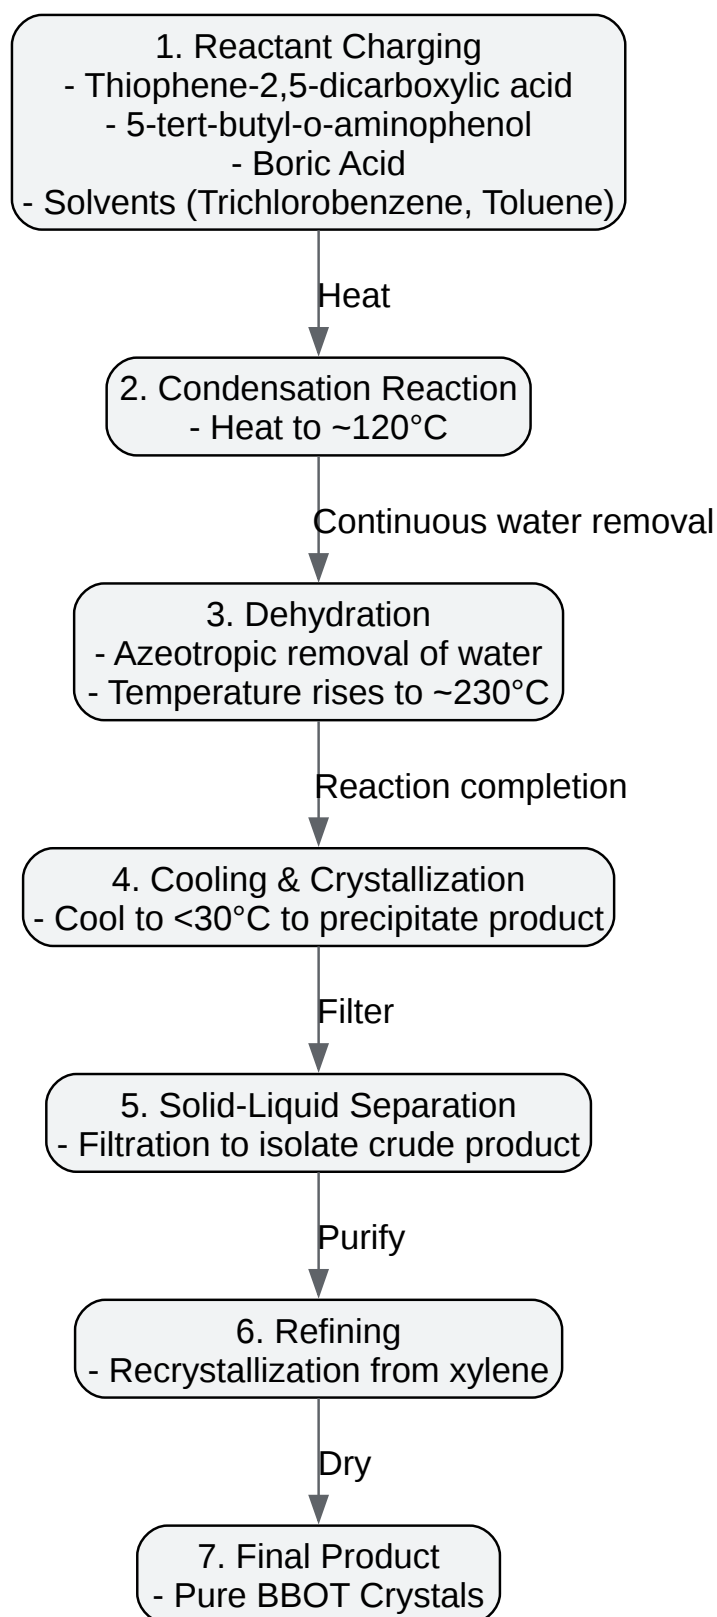 1. Reactant Charging
- Thiophene-2,5-dicarboxylic acid
- 5-tert-butyl-o-aminophenol
- Boric Acid
- Solvents (Trichlorobenzene, Toluene)
Heat
2. Condensation Reaction
- Heat to ~120°C
Continuous water removal
3. Dehydration
- Azeotropic removal of water
- Temperature rises to ~230°C
Reaction completion
4. Cooling & Crystallization
- Cool to <30°C to precipitate product
Filter
5. Solid-Liquid Separation
- Filtration to isolate crude product
Purify
6. Refining
- Recrystallization from xylene
Dry
7. Final Product
- Pure BBOT Crystals